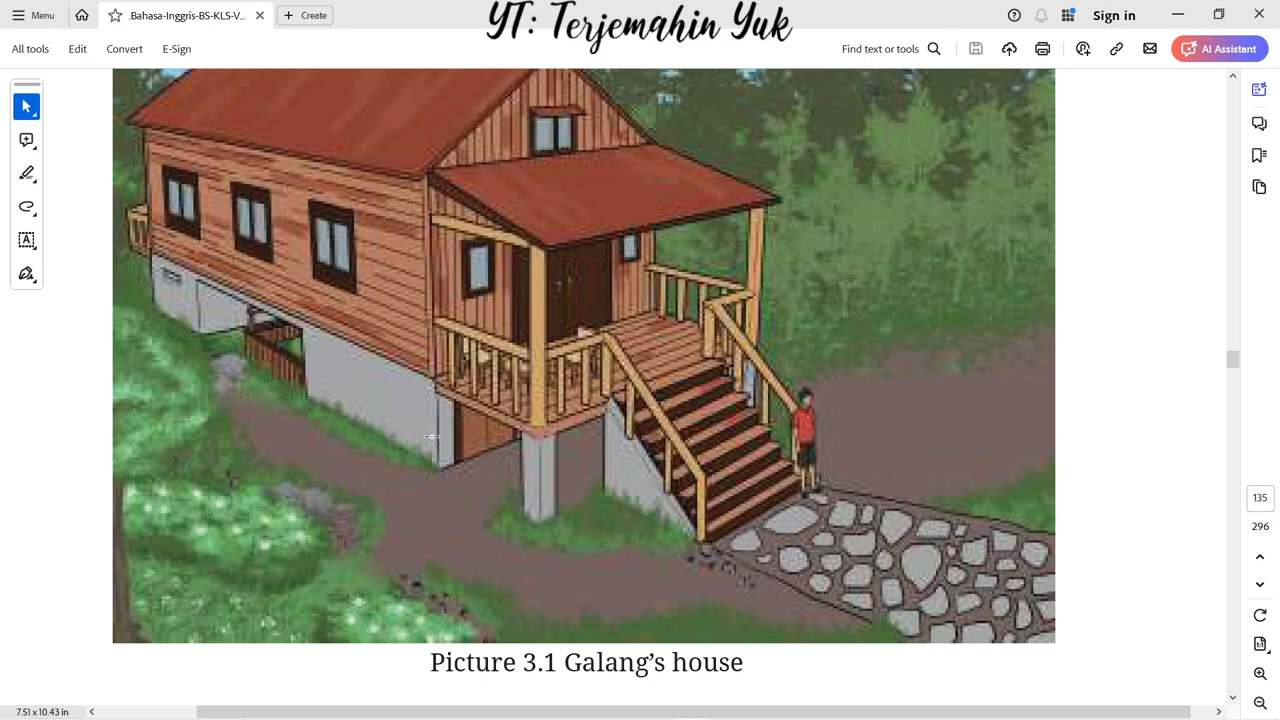 Menu
.Bahasa-Inggris-BS-KLS-V...
Create
YT: Terjemahin Yuk
Sign in
All tools
Edit
Convert
E-Sign
Find text or tools
AI Assistant
135
296
Picture 3.1 Galang's house
7.51 x 10.43 in